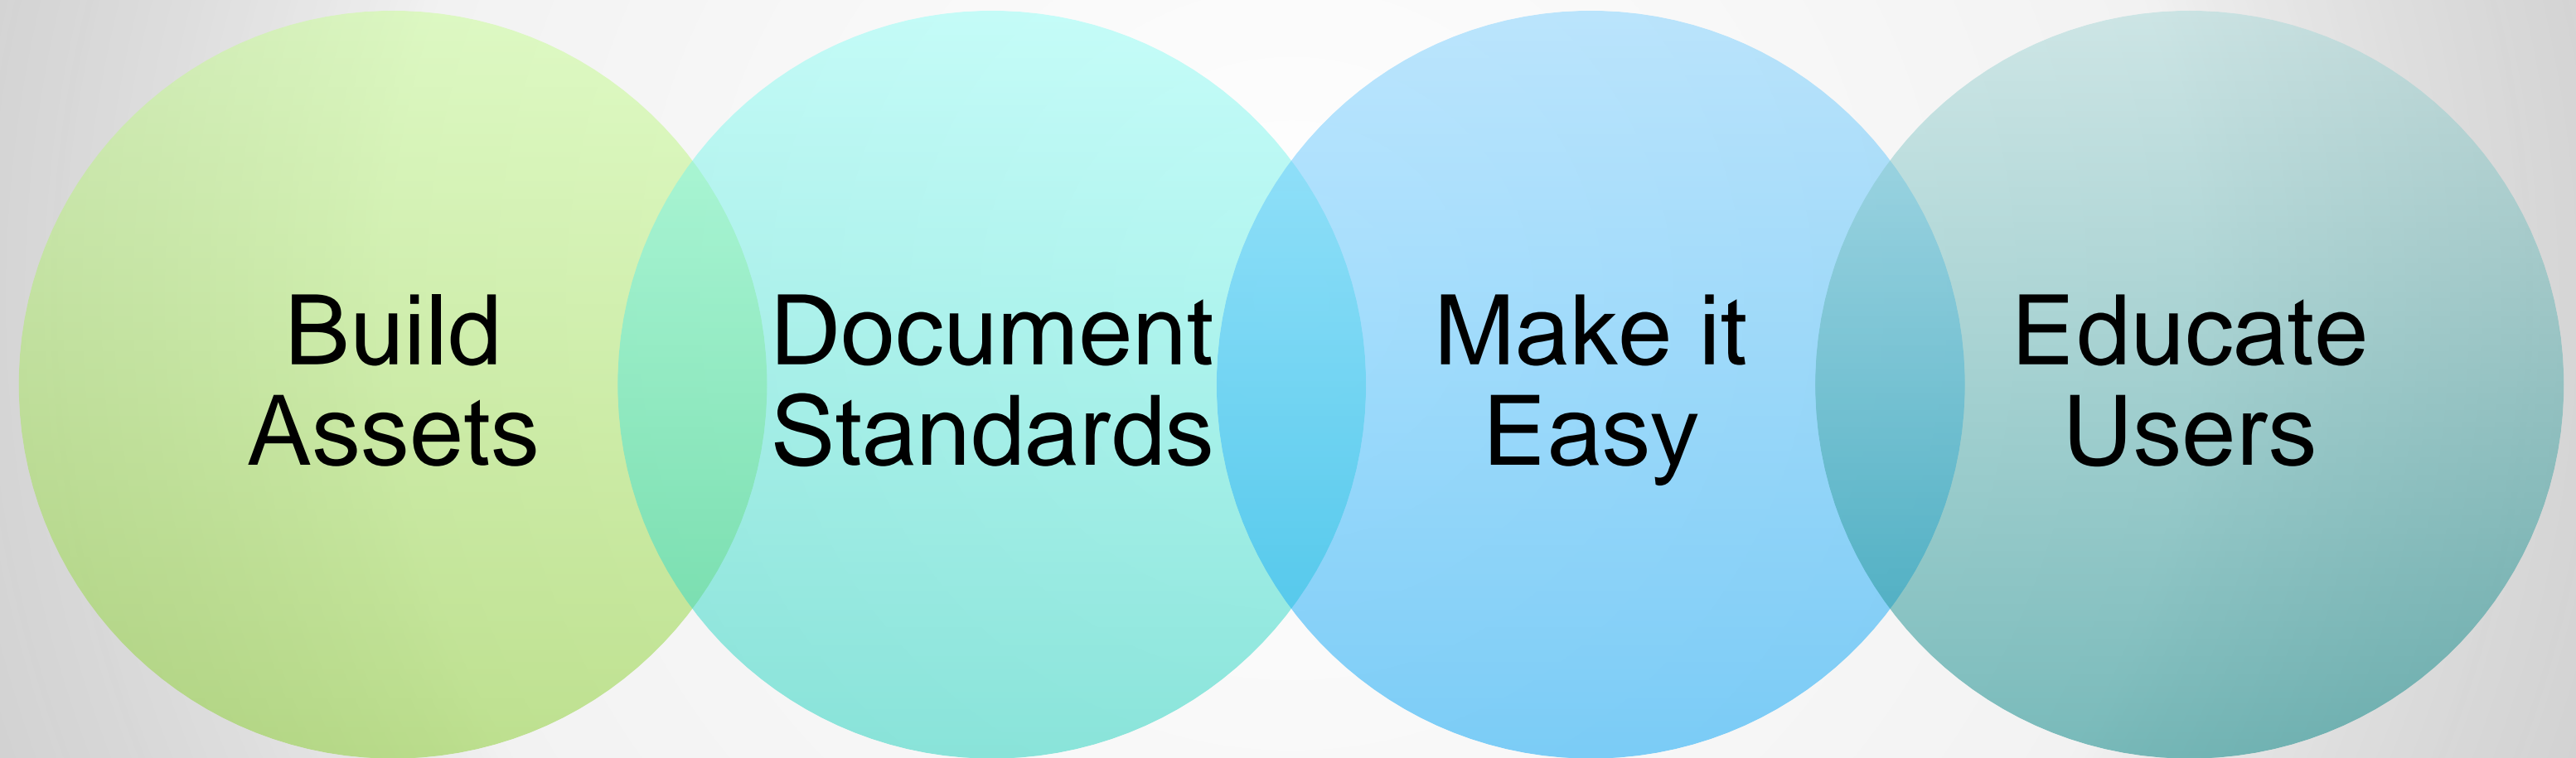 Build
Assets
Document
Standards
Make it
Easy
Educate
Users